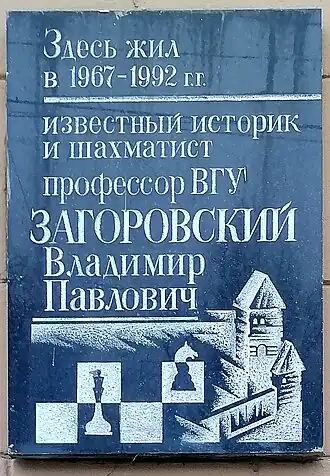 Здесь жил
в 1967-1992 г.г.
известный историк
и шахматист
профессор ВГУ
ЗАГОРОВСКИЙ
Владимир
Павлович